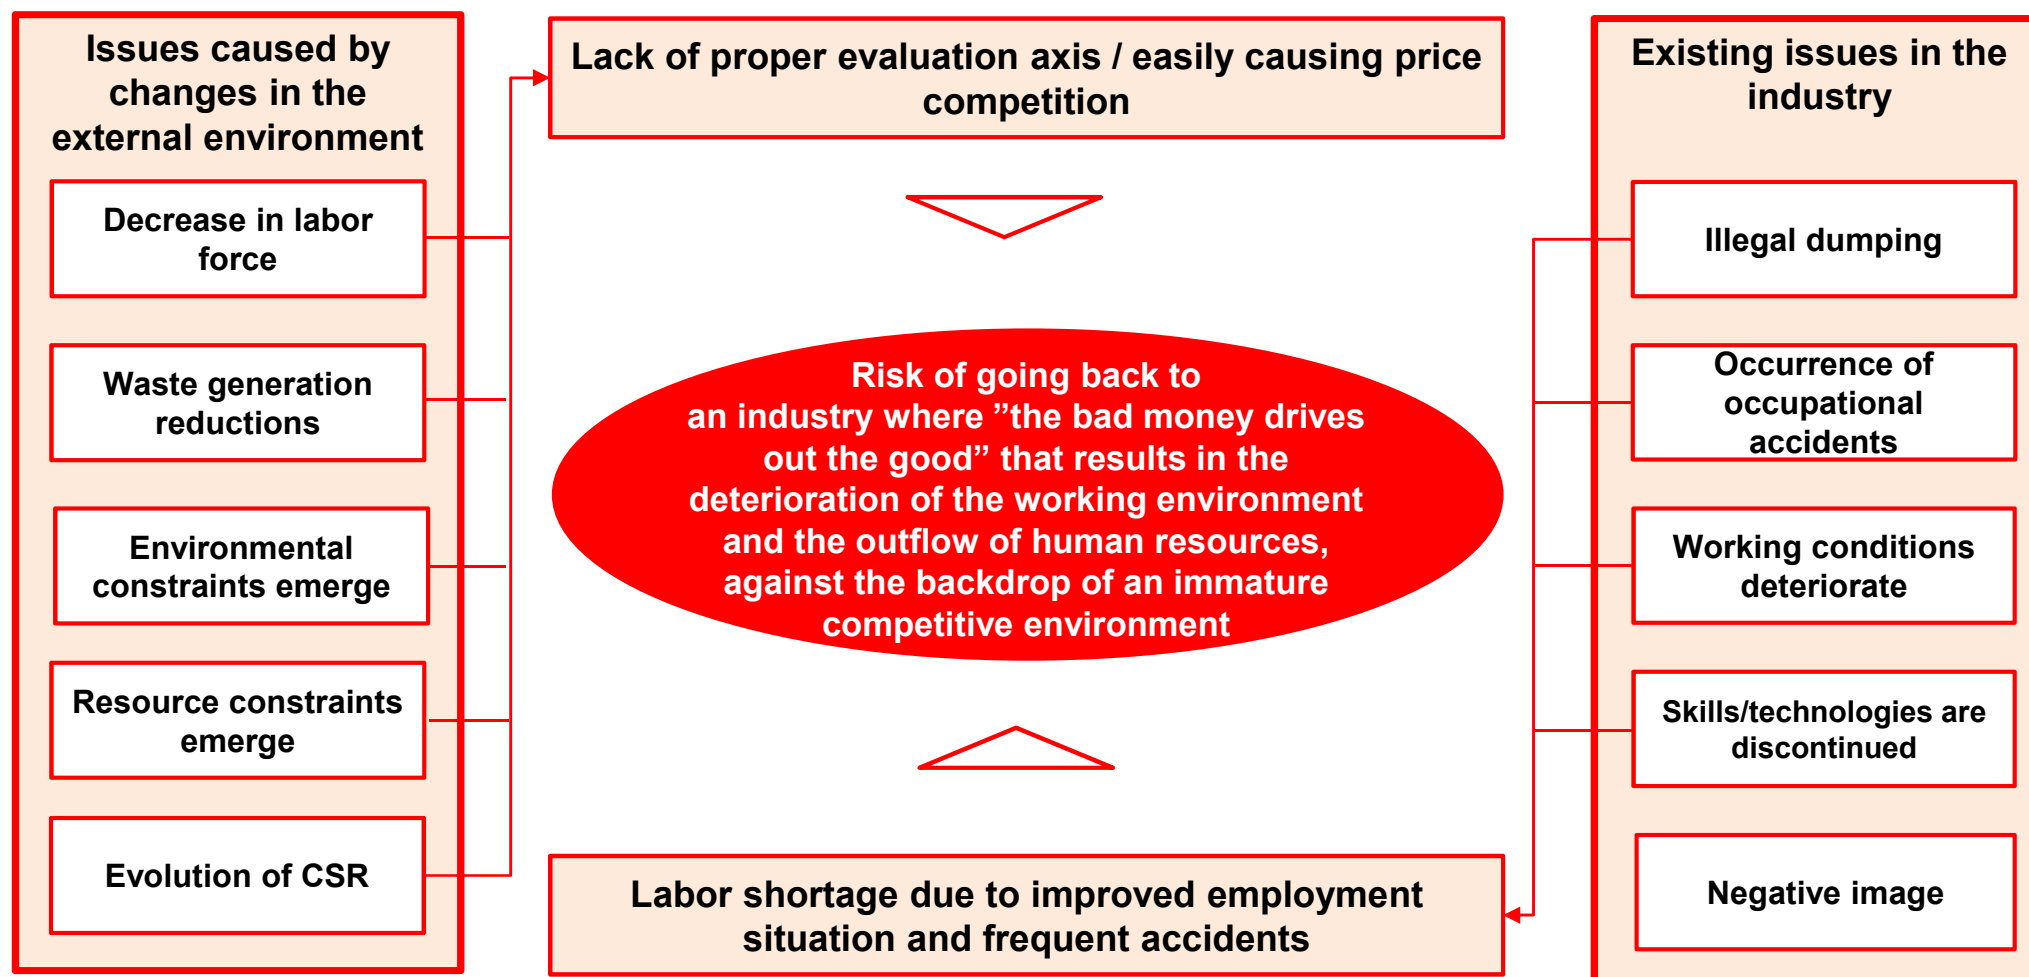 Issues caused by
changes in the
external environment
Decrease in labor
force
Waste generation
reductions
Environmental
constraints emerge
Resource constraints
emerge
Evolution of CSR
Lack of proper evaluation axis / easily causing price
competition
Risk of going back to
an industry where ”the bad money drives
out the good” that results in the
deterioration of the working environment
and the outflow of human resources,
against the backdrop of an immature
competitive environment
Labor shortage due to improved employment
situation and frequent accidents
Existing issues in the
industry
Illegal dumping
Occurrence of
occupational
accidents
Working conditions
deteriorate
Skills/technologies are
discontinued
Negative image